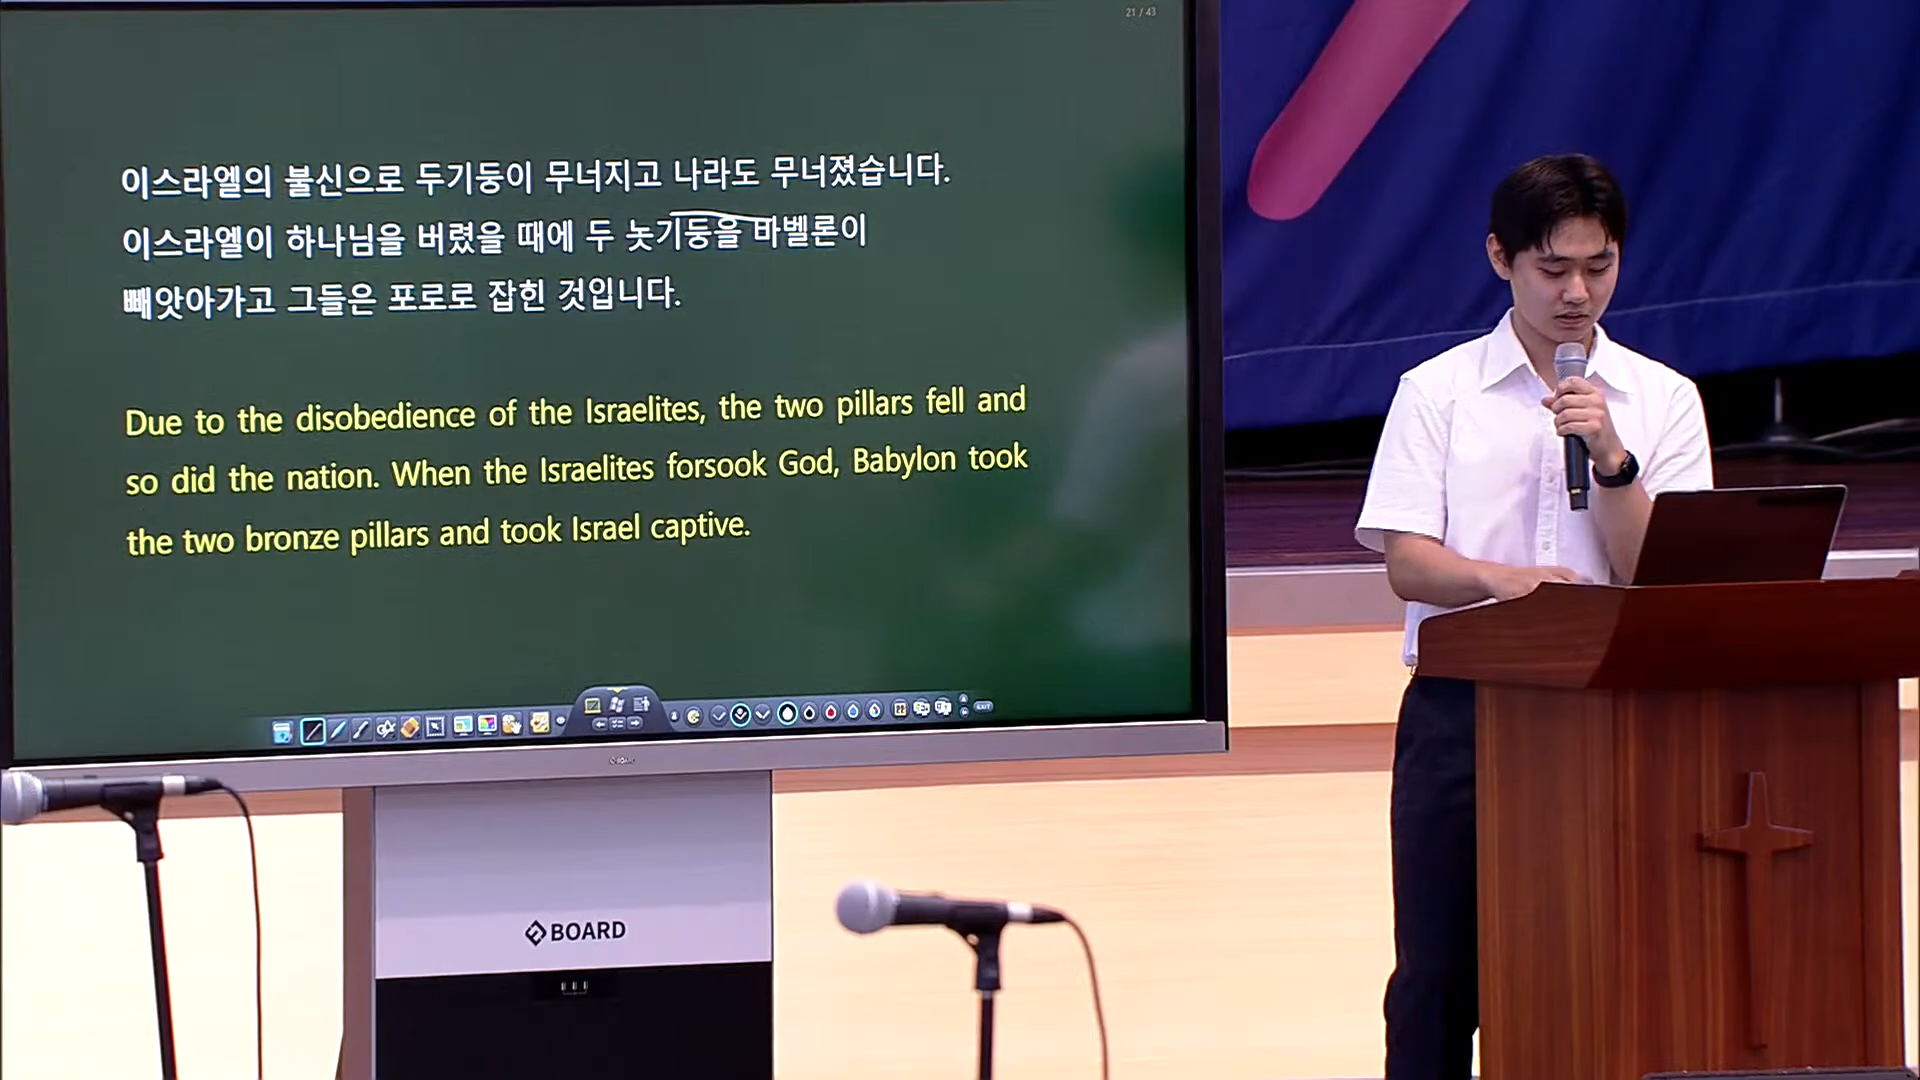 21 / 43
이스라엘의 불신으로 두기둥이 무너지고 나라도 무너졌습니다.
이스라엘이 하나님을 버렸을 때에 두 놋기둥을 바벨론이
빼앗아가고 그들은 포로로 잡힌 것입니다.
Due to the disobedience of the Israelites, the two pillars fell and
so did the nation. When the Israelites forsook God, Babylon took
the two bronze pillars and took Israel captive.
EXIT
BOARD